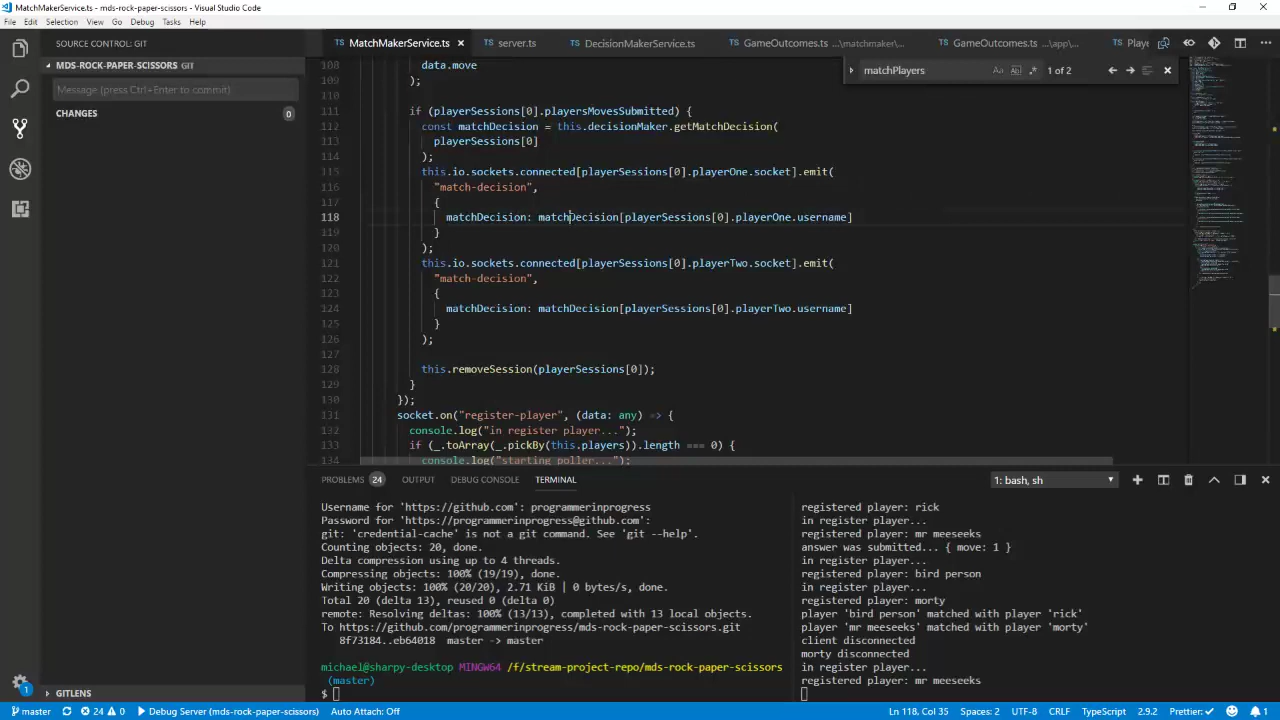 MatchMakerService.ts - mds-rock-paper-scissors - Visual Studio Code
File Edit Selection View Go Debug Tasks Help
SOURCE CONTROL: GIT
MDS-ROCK-PAPER-SCISSORS GIT
Message (press Ctrl+Enter to commit)
CHANGES 0
GITLENS
TS MatchMakerService.ts × TS server.ts TS DecisionMakerService.ts TS GameOutcomes.ts ...\matchmaker\... TS GameOutcomes.ts ...\app\... TS Playe
matchPlayers Aa Ab .* 1 of 2
108 data.move
109 );
110
111 if (playerSessions[0].playersMovesSubmitted) {
112 const matchDecision = this.decisionMaker.getMatchDecision(
113 playerSessions[0]
114 );
115 this.io.sockets.connected[playerSessions[0].playerOne.socket].emit(
116 "match-decision",
117 {
118 matchDecision: matchDecision[playerSessions[0].playerOne.username]
119 }
120 );
121 this.io.sockets.connected[playerSessions[0].playerTwo.socket].emit(
122 "match-decision",
123 {
124 matchDecision: matchDecision[playerSessions[0].playerTwo.username]
125 }
126 );
127
128 this.removeSession(playerSessions[0]);
129 }
130 });
131 socket.on("register-player", (data: any) => {
132 console.log("in register player...");
133 if (_.toArray(_.pickBy(this.players)).length === 0) {
134 console.log("starting poller...");
PROBLEMS 24 OUTPUT DEBUG CONSOLE TERMINAL 1: bash, sh
Username for 'https://github.com': programmerinprogress
Password for 'https://programmerinprogress@github.com':
git: 'credential-cache' is not a git command. See 'git --help'.
Counting objects: 20, done.
Delta compression using up to 4 threads.
Compressing objects: 100% (19/19), done.
Writing objects: 100% (20/20), 2.71 KiB | 0 bytes/s, done.
Total 20 (delta 13), reused 0 (delta 0)
remote: Resolving deltas: 100% (13/13), completed with 13 local objects.
To https://github.com/programmerinprogress/mds-rock-paper-scissors.git
8f73184..eb64018 master -> master
michael@sharpy-desktop MINGW64 /f/stream-project-repo/mds-rock-paper-scissors
(master)
$
registered player: rick
in register player...
registered player: mr meeseeks
answer was submitted... { move: 1 }
in register player...
registered player: bird person
in register player...
registered player: morty
player 'bird person' matched with player 'rick'
player 'mr meeseeks' matched with player 'morty'
client disconnected
morty disconnected
in register player...
registered player: mr meeseeks
1
master 24 0 Debug Server (mds-rock-paper-scissors) Auto Attach: Off Ln 118, Col 35 Spaces: 2 UTF-8 CRLF TypeScript 2.9.2 Prettier: ✓ 1